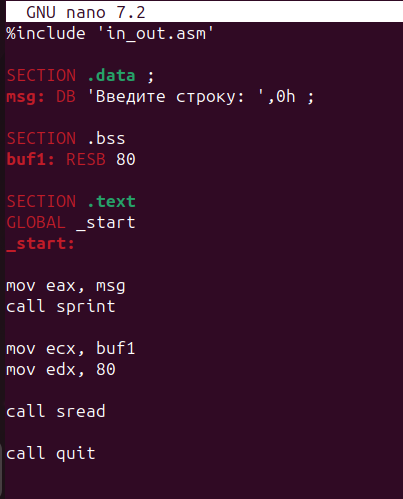 GNU nano 7.2
%include 'in_out.asm'
SECTION .data ;
msg: DB 'Введите строку: ',0h ;
SECTION .bss
buf1: RESB 80
SECTION .text
GLOBAL _start
_start:
mov eax, msg
call sprint
mov ecx, buf1
mov edx, 80
call sread
call quit